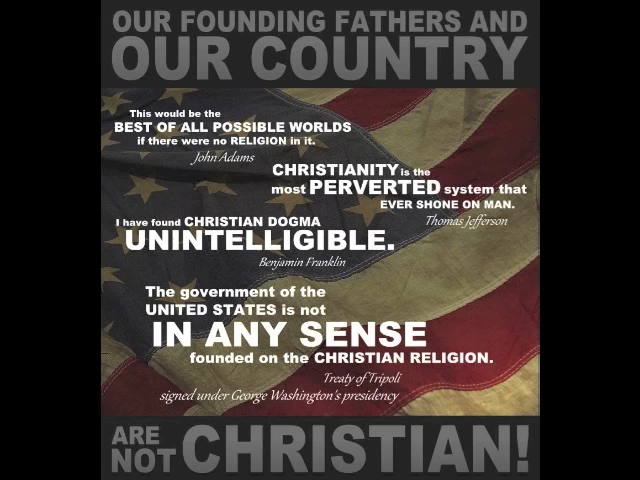 OUR FOUNDING FATHERS AND
OUR COUNTRY
This would be the
BEST OF ALL POSSIBLE WORLDS
if there were no RELIGION in it.
John Adams
CHRISTIANITY is the
most PERVERTED system that
EVER SHONE ON MAN.
Thomas Jefferson
I have found CHRISTIAN DOGMA
UNINTELLIGIBLE.
Benjamin Franklin
The government of the
UNITED STATES is not
IN ANY SENSE
founded on the CHRISTIAN RELIGION.
Treaty of Tripoli
signed under George Washington's presidency
ARE NOT CHRISTIAN!